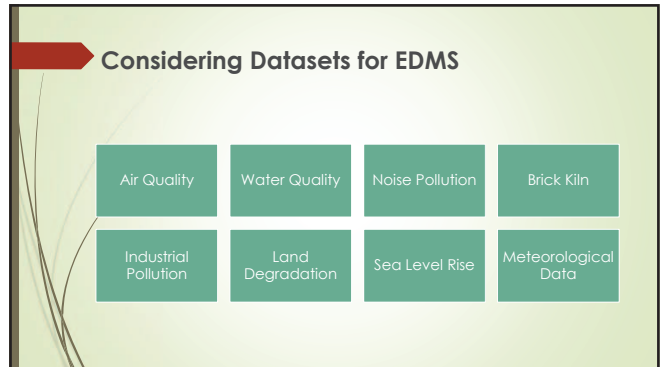 Considering Datasets for EDMS
Air Quality
Water Quality
Noise Pollution
Brick Kiln
Industrial
Pollution
Land
Degradation
Sea Level Rise
Meteorological
Data